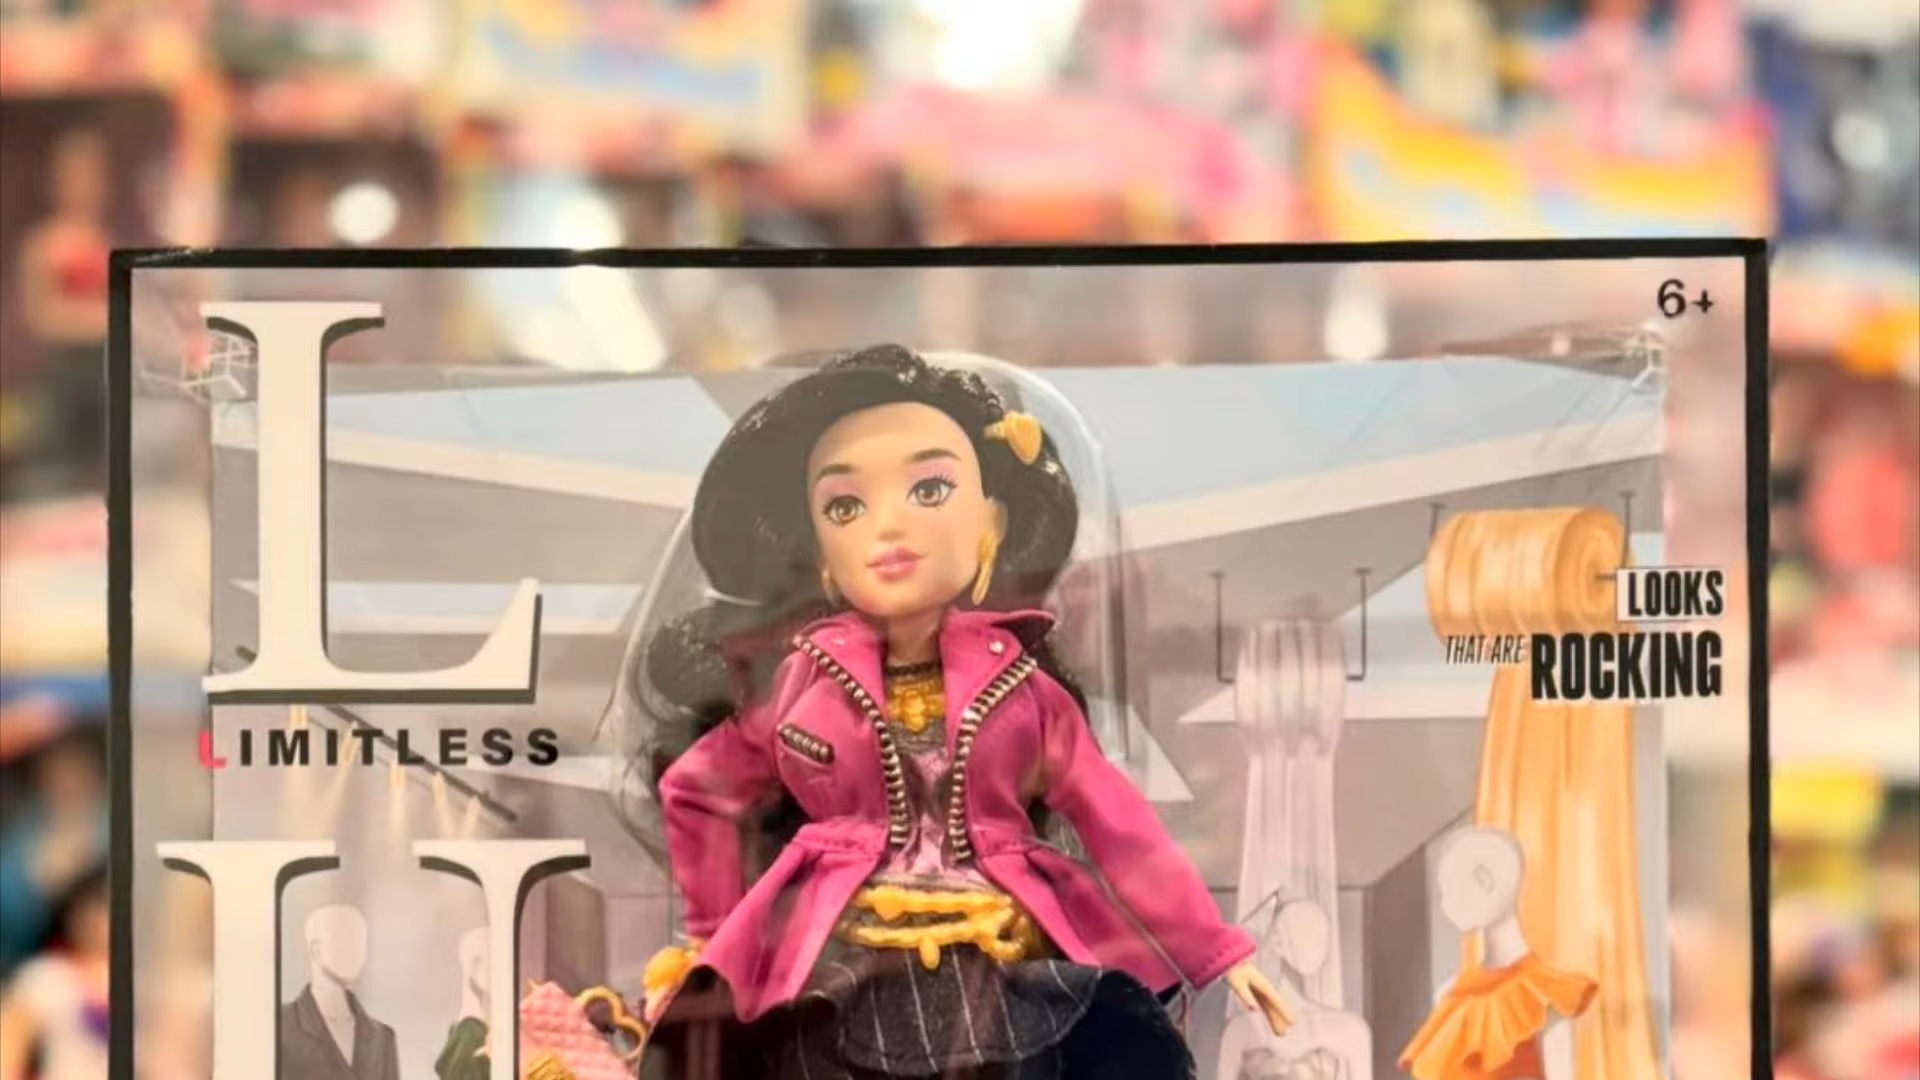 L
LIMITLESS
U
6+
LOOKS
THAT ARE ROCKING